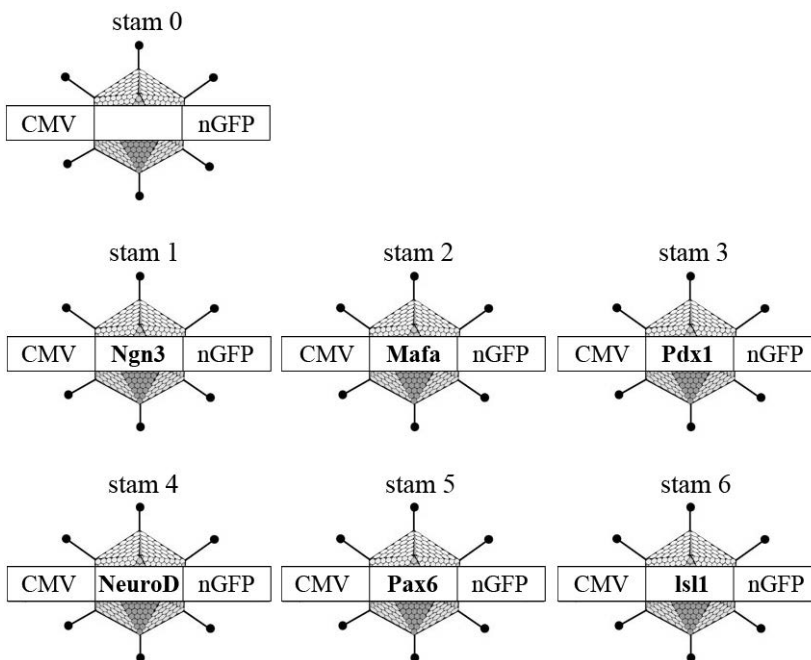 stam 0
CMV nGFP
stam 1 stam 2 stam 3
CMV Ngn3 nGFP CMV Mafa nGFP CMV Pdx1 nGFP
stam 4 stam 5 stam 6
CMV NeuroD nGFP CMV Pax6 nGFP CMV lsl1 nGFP